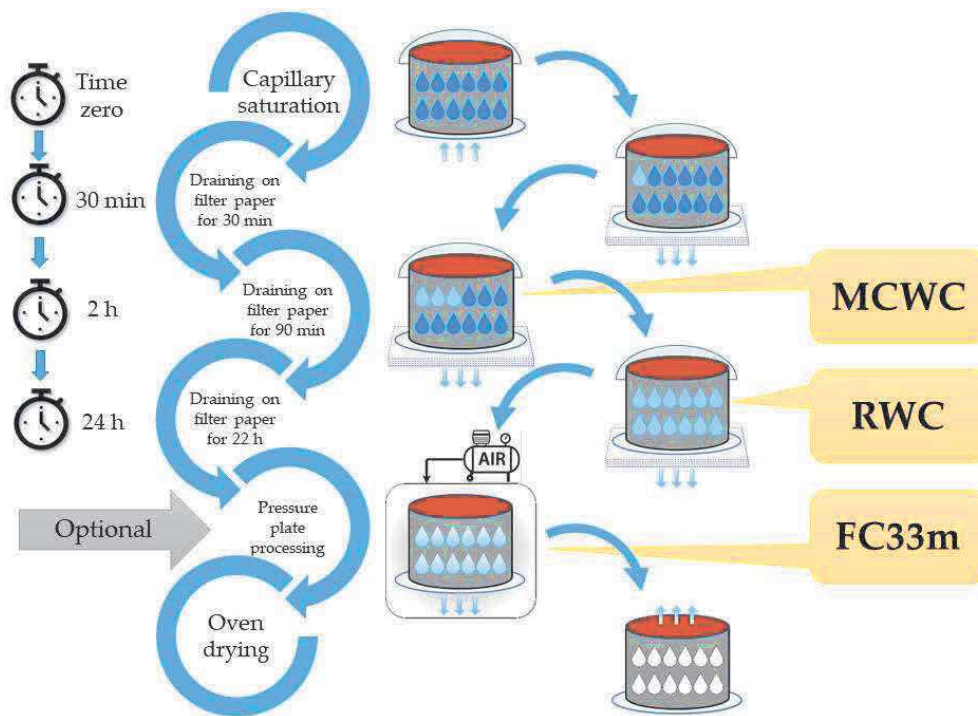 Time
zero
30 min
2 h
24 h
Optional
Capillary
saturation
Draining on
filter paper
for 30 min
Draining on
filter paper
for 90 min
Draining on
filter paper
for 22 h
Pressure
plate
processing
Oven
drying
AIR
MCWC
RWC
FC33m